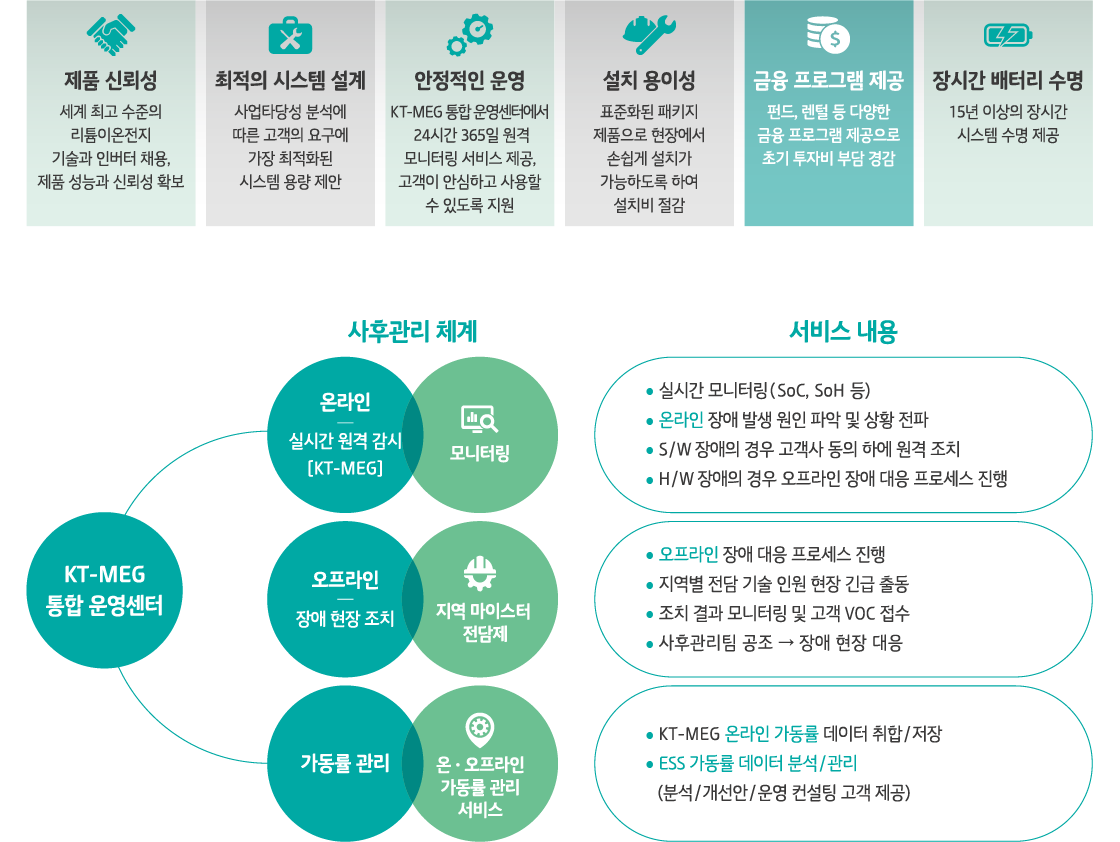 제품 신뢰성
세계 최고 수준의
리튬이온전지
기술과 인버터 채용,
제품 성능과 신뢰성 확보
최적의 시스템 설계
사업타당성 분석에
따른 고객의 요구에
가장 최적화된
시스템 용량 제안
안정적인 운영
KT-MEG 통합 운영센터에서
24시간 365일 원격
모니터링 서비스 제공,
고객이 안심하고 사용할
수 있도록 지원
설치 용이성
표준화된 패키지
제품으로 현장에서
손쉽게 설치가
가능하도록 하여
설치비 절감
금융 프로그램 제공
펀드, 렌털 등 다양한
금융 프로그램 제공으로
초기 투자비 부담 경감
장시간 배터리 수명
15년 이상의 장시간
시스템 수명 제공
사후관리 체계
서비스 내용
KT-MEG
통합 운영센터
온라인
실시간 원격 감시
[KT-MEG]
모니터링
• 실시간 모니터링(SoC, SoH 등)
• 온라인 장애 발생 원인 파악 및 상황 전파
• S/W 장애의 경우 고객사 동의 하에 원격 조치
• H/W 장애의 경우 오프라인 장애 대응 프로세스 진행
오프라인
장애 현장 조치
지역 마이스터
전담제
• 오프라인 장애 대응 프로세스 진행
• 지역별 전담 기술 인원 현장 긴급 출동
• 조치 결과 모니터링 및 고객 VOC 접수
• 사후관리팀 공조 → 장애 현장 대응
가동률 관리
온·오프라인
가동률 관리
서비스
• KT-MEG 온라인 가동률 데이터 취합/저장
• ESS 가동률 데이터 분석/관리
(분석/개선안/운영 컨설팅 고객 제공)